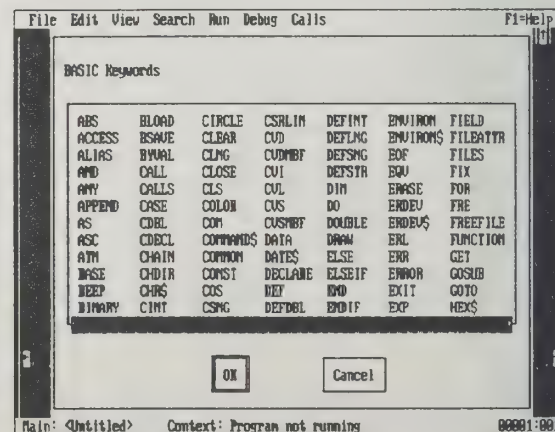 File Edit View Search Run Debug Calls F1=Help
BASIC Keywords
ABS BLOAD CIRCLE CSRLIN DEFINT ENVIRON FIELD
ACCESS BSAVE CLEAR CVD DEFLNG ENVIRON$ FILEATTR
ALIAS BYVAL CLNG CVDMBF DEFSNG EOF FILES
AND CALL CLOSE CVI DEFSTR EQV FIX
ANY CALLS CLS CVL DIM ERASE FOR
APPEND CASE COLOR CVS DO ERDEV FRE
AS CDBL COM CVSMBF DOUBLE ERDEV$ FREEFILE
ASC CDECL COMMAND$ DATA DRAW ERL FUNCTION
ATN CHAIN COMMON DATE$ ELSE ERR GET
BASE CHDIR CONST DECLARE ELSEIF ERROR GOSUB
BEEP CHR$ COS DEF END EXIT GOTO
BINARY CINT CSNG DEFDBL ENDIF EXP HEX$
OK Cancel
Main: <Untitled> Context: Program not running 00001:00